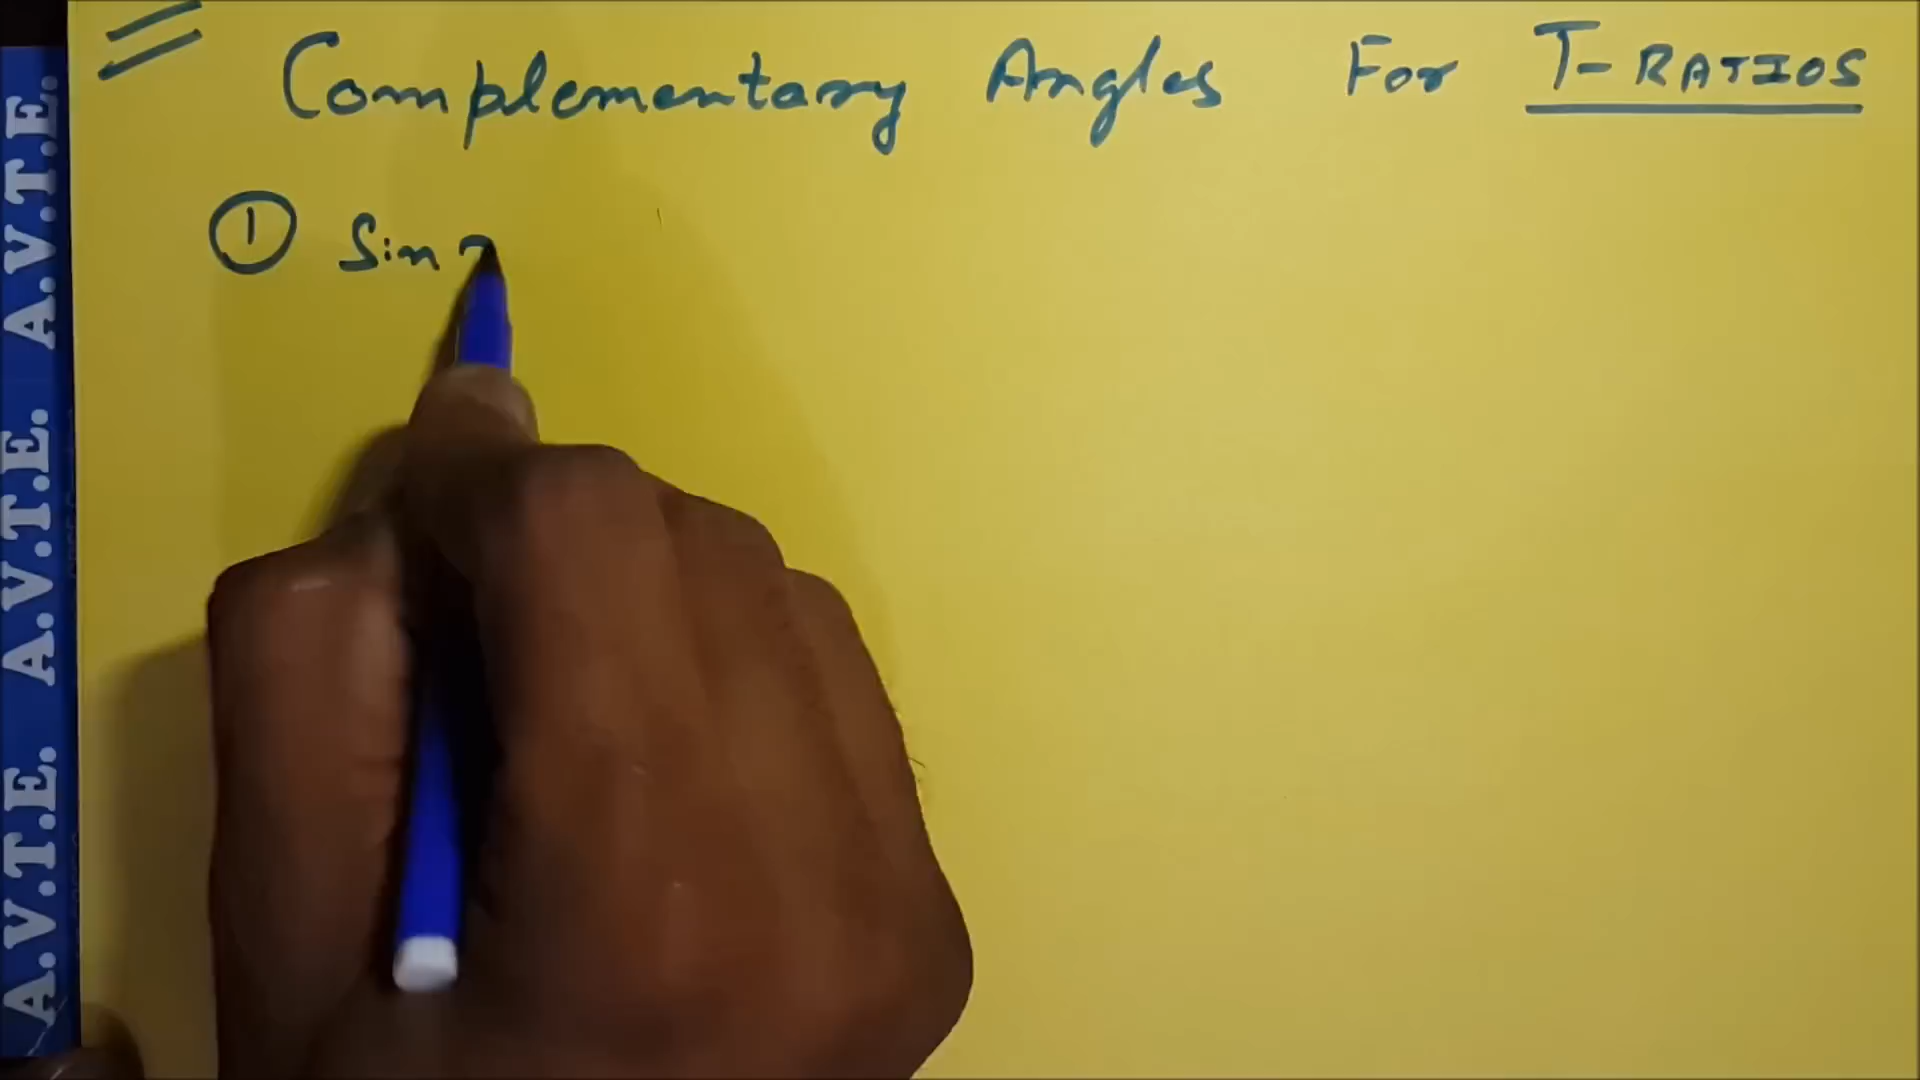 Complementary Angles For T-RATIOS
① Sin
A.V.T.E. A.V.T.E. A.V.T.E.